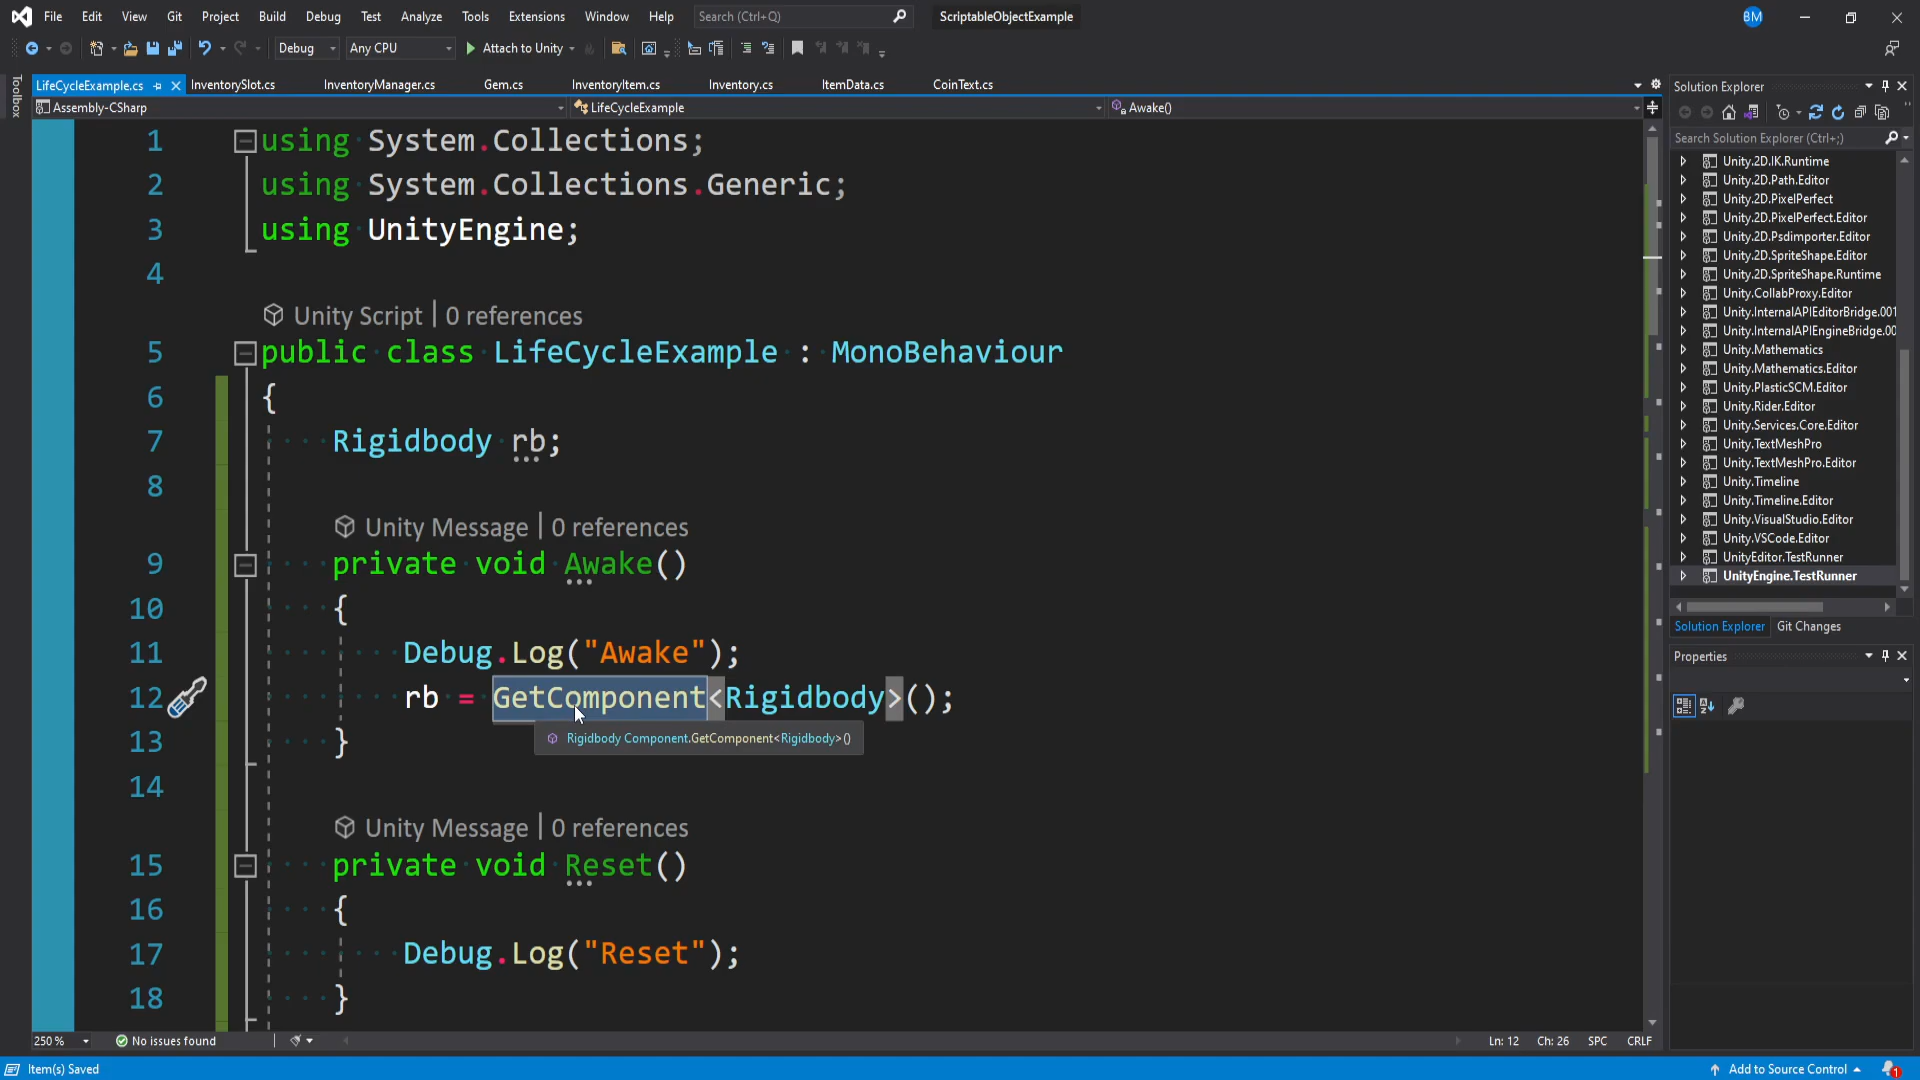 File Edit View Git Project Build Debug Test Analyze Tools Extensions Window Help Search (Ctrl+Q) ScriptableObjectExample BM
Debug Any CPU Attach to Unity
Toolbox
LifeCycleExample.cs InventorySlot.cs InventoryManager.cs Gem.cs InventoryItem.cs Inventory.cs ItemData.cs CoinText.cs
Assembly-CSharp LifeCycleExample Awake()
1 using System.Collections;
2 using System.Collections.Generic;
3 using UnityEngine;
4
Unity Script | 0 references
5 public class LifeCycleExample : MonoBehaviour
6 {
7 Rigidbody rb;
8
Unity Message | 0 references
9 private void Awake()
10 {
11 Debug.Log("Awake");
12 rb = GetComponent<Rigidbody>();
Rigidbody Component.GetComponent<Rigidbody>()
13 }
14
Unity Message | 0 references
15 private void Reset()
16 {
17 Debug.Log("Reset");
18 }
250 % No issues found Ln: 12 Ch: 26 SPC CRLF
Item(s) Saved Add to Source Control 1
Solution Explorer
Search Solution Explorer (Ctrl+;)
Unity.2D.IK.Runtime
Unity.2D.Path.Editor
Unity.2D.PixelPerfect
Unity.2D.PixelPerfect.Editor
Unity.2D.Psdimporter.Editor
Unity.2D.SpriteShape.Editor
Unity.2D.SpriteShape.Runtime
Unity.CollabProxy.Editor
Unity.InternalAPIEditorBridge.001
Unity.InternalAPIEngineBridge.00
Unity.Mathematics
Unity.Mathematics.Editor
Unity.PlasticSCM.Editor
Unity.Rider.Editor
Unity.Services.Core.Editor
Unity.TextMeshPro
Unity.TextMeshPro.Editor
Unity.Timeline
Unity.Timeline.Editor
Unity.VisualStudio.Editor
Unity.VSCode.Editor
UnityEditor.TestRunner
UnityEngine.TestRunner
Solution Explorer Git Changes
Properties